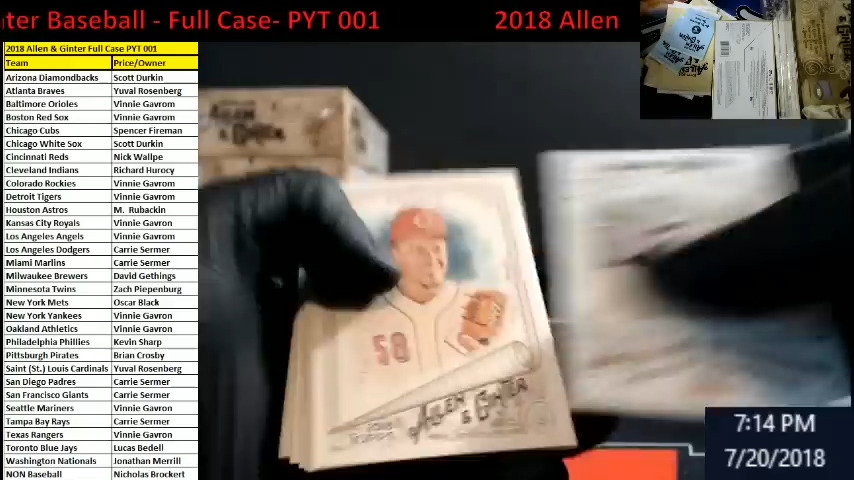 ter Baseball - Full Case- PYT 001
2018 Allen
2018 Allen & Ginter Full Case PYT 001
Team Price/Owner
Arizona Diamondbacks Scott Durkin
Atlanta Braves Yuval Rosenberg
Baltimore Orioles Vinnie Gavrom
Boston Red Sox Vinnie Gavrom
Chicago Cubs Spencer Fireman
Chicago White Sox Scott Durkin
Cincinnati Reds Nick Wallpe
Cleveland Indians Richard Hurocy
Colorado Rockies Vinnie Gavrom
Detroit Tigers Vinnie Gavrom
Houston Astros M. Rubackin
Kansas City Royals Vinnie Gavron
Los Angeles Angels Vinnie Gavrom
Los Angeles Dodgers Carrie Sermer
Miami Marlins Carrie Sermer
Milwaukee Brewers David Gethings
Minnesota Twins Zach Piepenburg
New York Mets Oscar Black
New York Yankees Vinnie Gavron
Oakland Athletics Vinnie Gavron
Philadelphia Phillies Kevin Sharp
Pittsburgh Pirates Brian Crosby
Saint (St.) Louis Cardinals Yuval Rosenberg
San Diego Padres Carrie Sermer
San Francisco Giants Carrie Sermer
Seattle Mariners Vinnie Gavron
Tampa Bay Rays Carrie Sermer
Texas Rangers Vinnie Gavron
Toronto Blue Jays Lucas Bedell
Washington Nationals Jonathan Merrill
NON Baseball Nicholas Brockert
58
Allen & Ginter
7:14 PM
7/20/2018